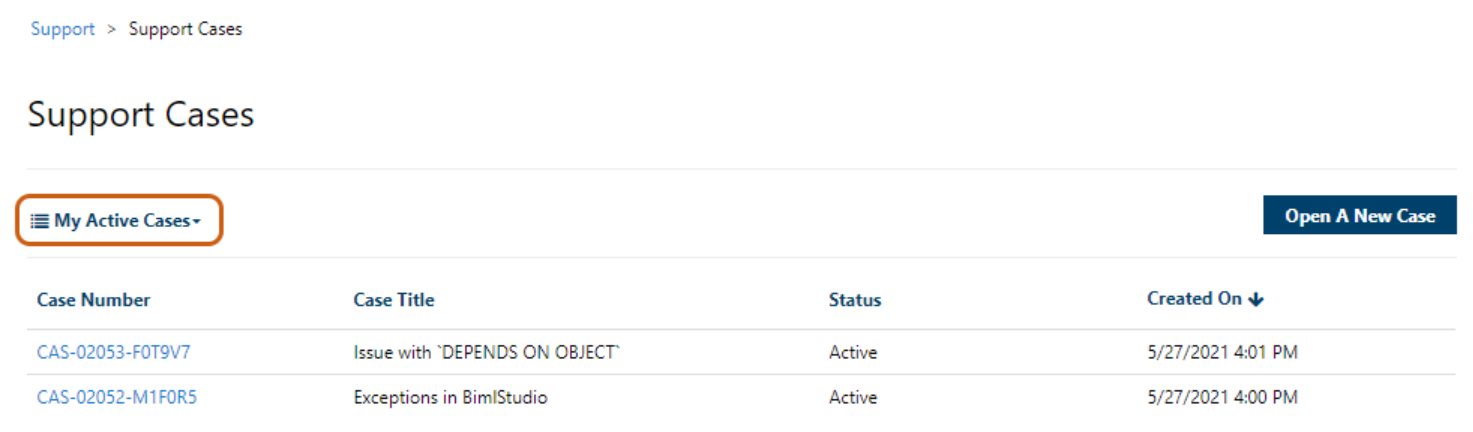 Support > Support Cases
Support Cases
My Active Cases Open A New Case
Case Number Case Title Status Created On
CAS-02053-F0T9V7 Issue with `DEPENDS ON OBJECT` Active 5/27/2021 4:01 PM
CAS-02052-M1F0R5 Exceptions in BimlStudio Active 5/27/2021 4:00 PM